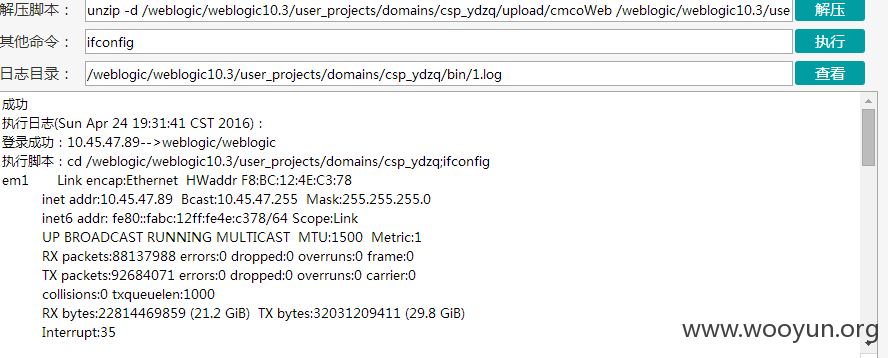 解压脚本： unzip -d /weblogic/weblogic10.3/user_projects/domains/csp_ydzq/upload/cmcoWeb /weblogic/weblogic10.3/use 解压
其他命令： ifconfig 执行
日志目录： /weblogic/weblogic10.3/user_projects/domains/csp_ydzq/bin/1.log 查看
成功
执行日志(Sun Apr 24 19:31:41 CST 2016)：
登录成功：10.45.47.89-->weblogic/weblogic
执行脚本：cd /weblogic/weblogic10.3/user_projects/domains/csp_ydzq;ifconfig
em1 Link encap:Ethernet HWaddr F8:BC:12:4E:C3:78
inet addr:10.45.47.89 Bcast:10.45.47.255 Mask:255.255.255.0
inet6 addr: fe80::fabc:12ff:fe4e:c378/64 Scope:Link
UP BROADCAST RUNNING MULTICAST MTU:1500 Metric:1
RX packets:88137988 errors:0 dropped:0 overruns:0 frame:0
TX packets:92684071 errors:0 dropped:0 overruns:0 carrier:0
collisions:0 txqueuelen:1000
RX bytes:22814469859 (21.2 GiB) TX bytes:32031209411 (29.8 GiB)
Interrupt:35
www.wooyun.org